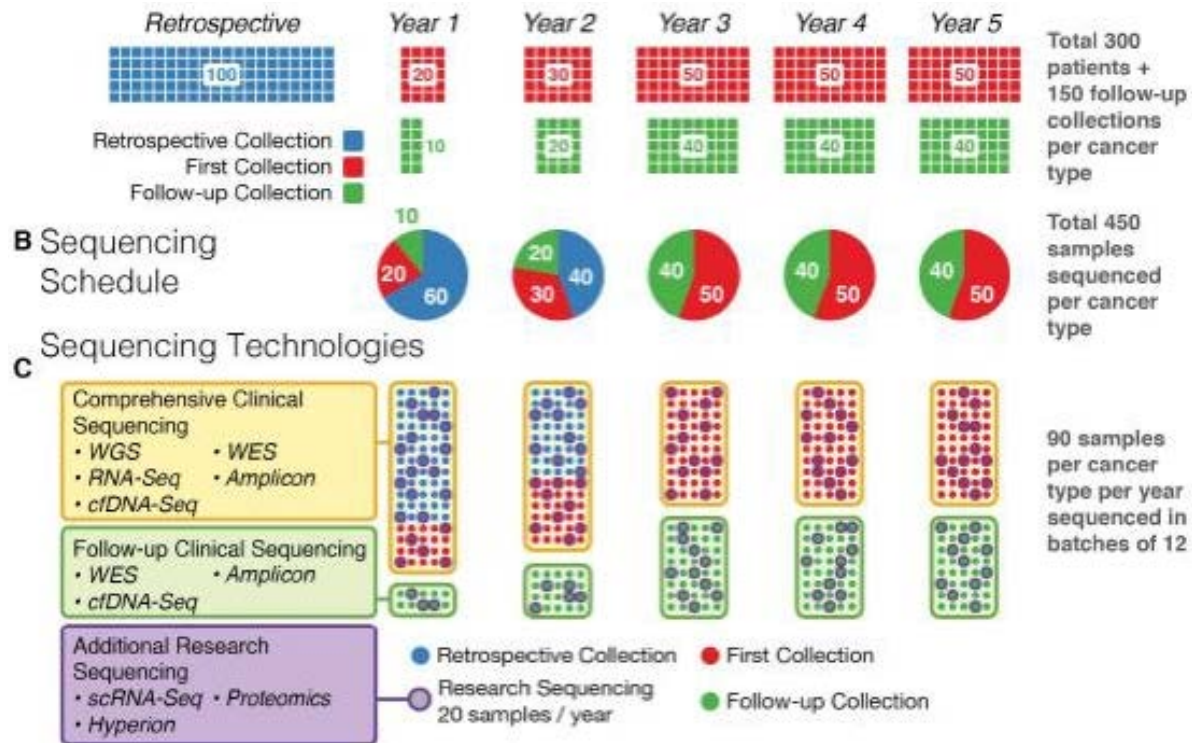 Retrospective Year 1 Year 2 Year 3 Year 4 Year 5
100 20 30 50 50 50
Total 300
patients +
150 follow-up
collections
per cancer
type
10 20 40 40 40
Retrospective Collection
First Collection
Follow-up Collection
B Sequencing
Schedule
10
20 60
20 40 30
40 50
40 50
40 50
Total 450
samples
sequenced
per cancer
type
C Sequencing Technologies
Comprehensive Clinical
Sequencing
• WGS • WES
• RNA-Seq • Amplicon
• cfDNA-Seq
Follow-up Clinical Sequencing
• WES • Amplicon
• cfDNA-Seq
Additional Research
Sequencing
• scRNA-Seq • Proteomics
• Hyperion
90 samples
per cancer
type per year
sequenced in
batches of 12
Retrospective Collection
First Collection
Research Sequencing
20 samples / year
Follow-up Collection